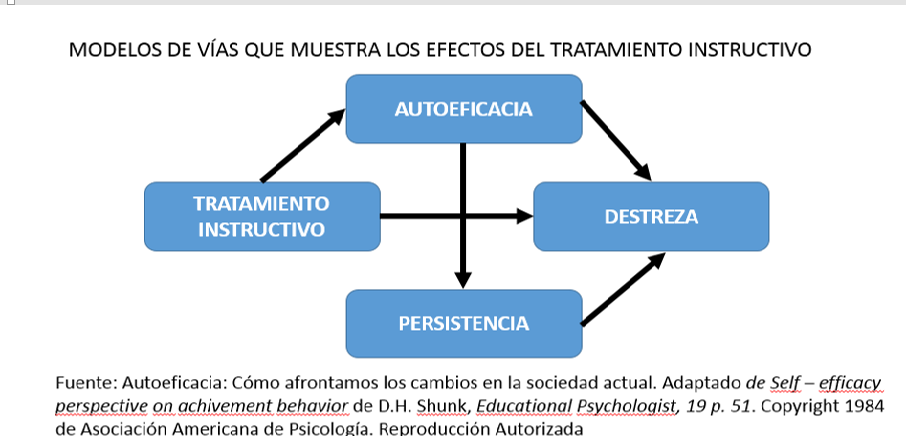 MODELOS DE VÍAS QUE MUESTRA LOS EFECTOS DEL TRATAMIENTO INSTRUCTIVO
AUTOEFICACIA
TRATAMIENTO
INSTRUCTIVO
DESTREZA
PERSISTENCIA
Fuente: Autoeficacia: Cómo afrontamos los cambios en la sociedad actual. Adaptado de Self – efficacy
perspective on achivement behavior de D.H. Shunk, Educational Psychologist, 19 p. 51. Copyright 1984
de Asociación Americana de Psicología. Reproducción Autorizada